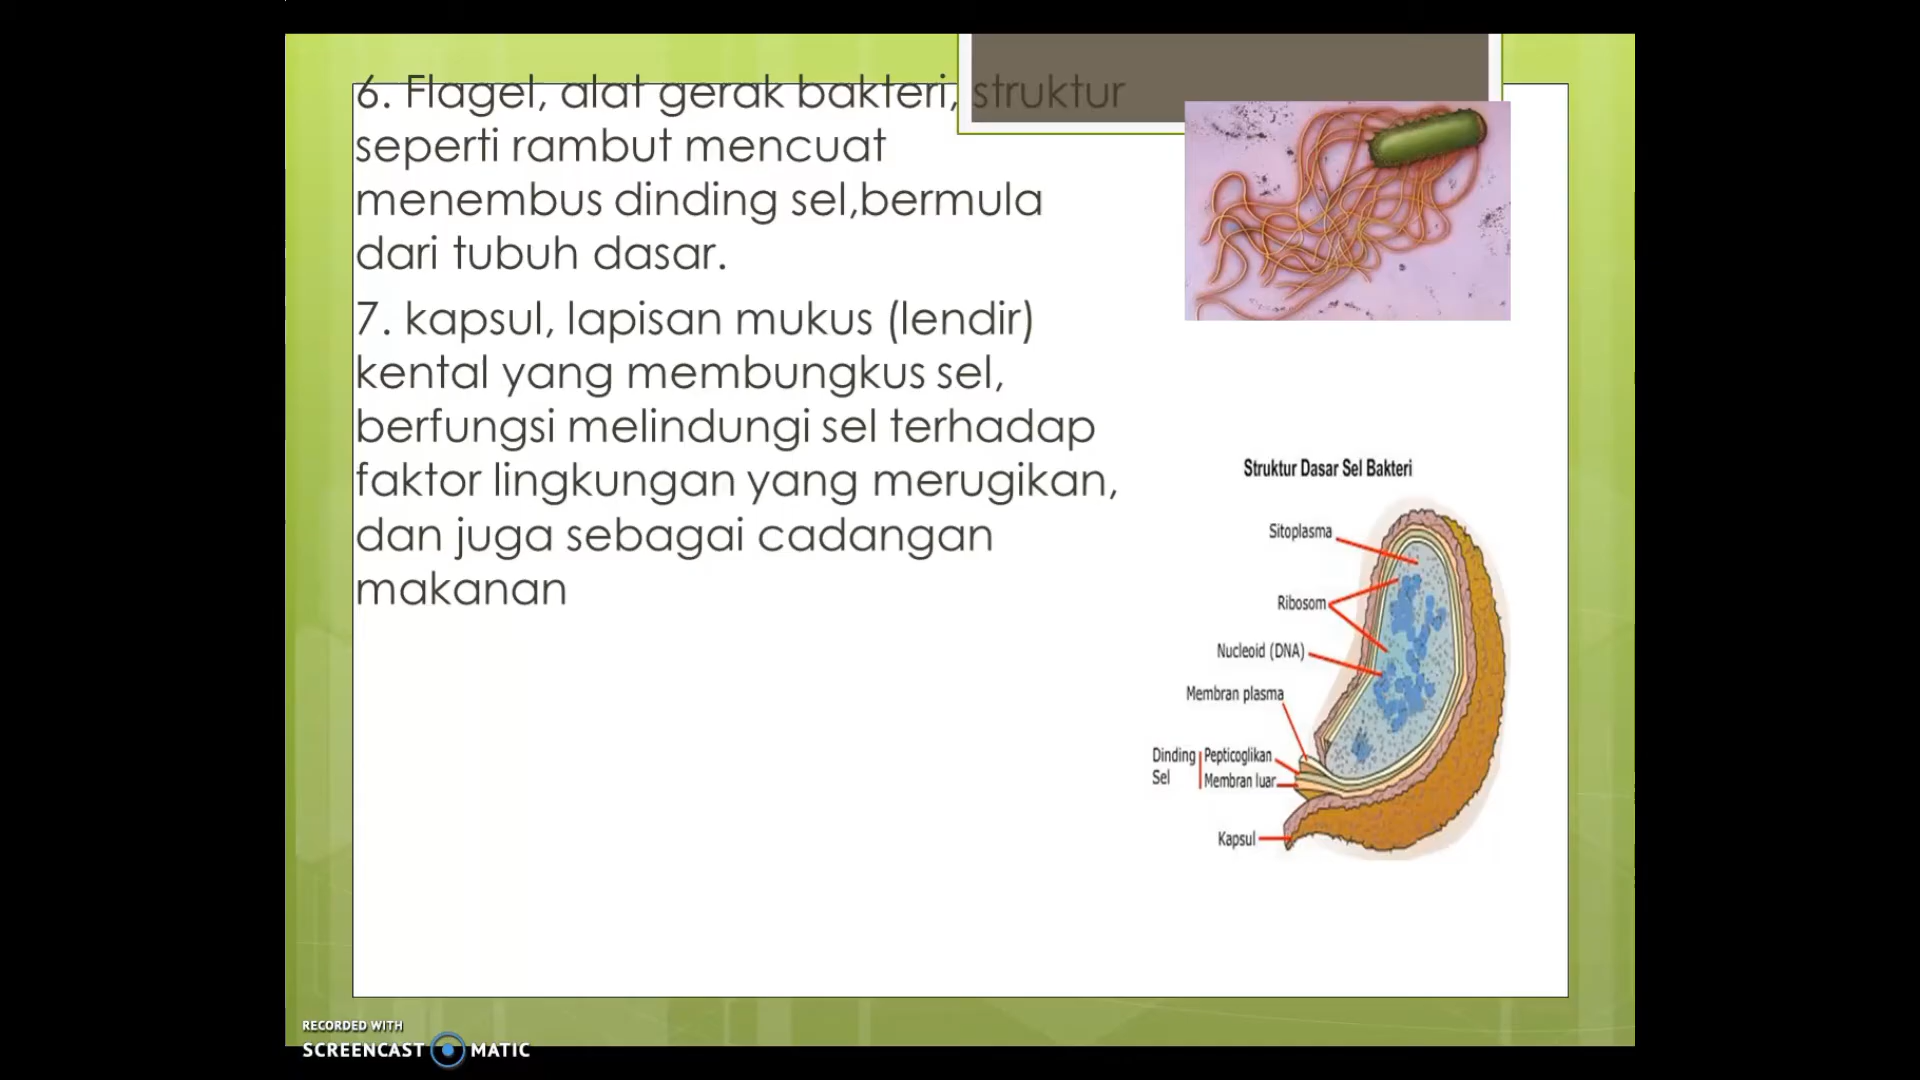 6. Flagel, alat gerak bakteri, struktur
seperti rambut mencuat
menembus dinding sel,bermula
dari tubuh dasar.
7. kapsul, lapisan mukus (lendir)
kental yang membungkus sel,
berfungsi melindungi sel terhadap
faktor lingkungan yang merugikan,
dan juga sebagai cadangan
makanan
Struktur Dasar Sel Bakteri
Sitoplasma
Ribosom
Nucleoid (DNA)
Membran plasma
Dinding
Sel
Pepticoglikan
Membran luar
Kapsul
RECORDED WITH
SCREENCAST MATIC